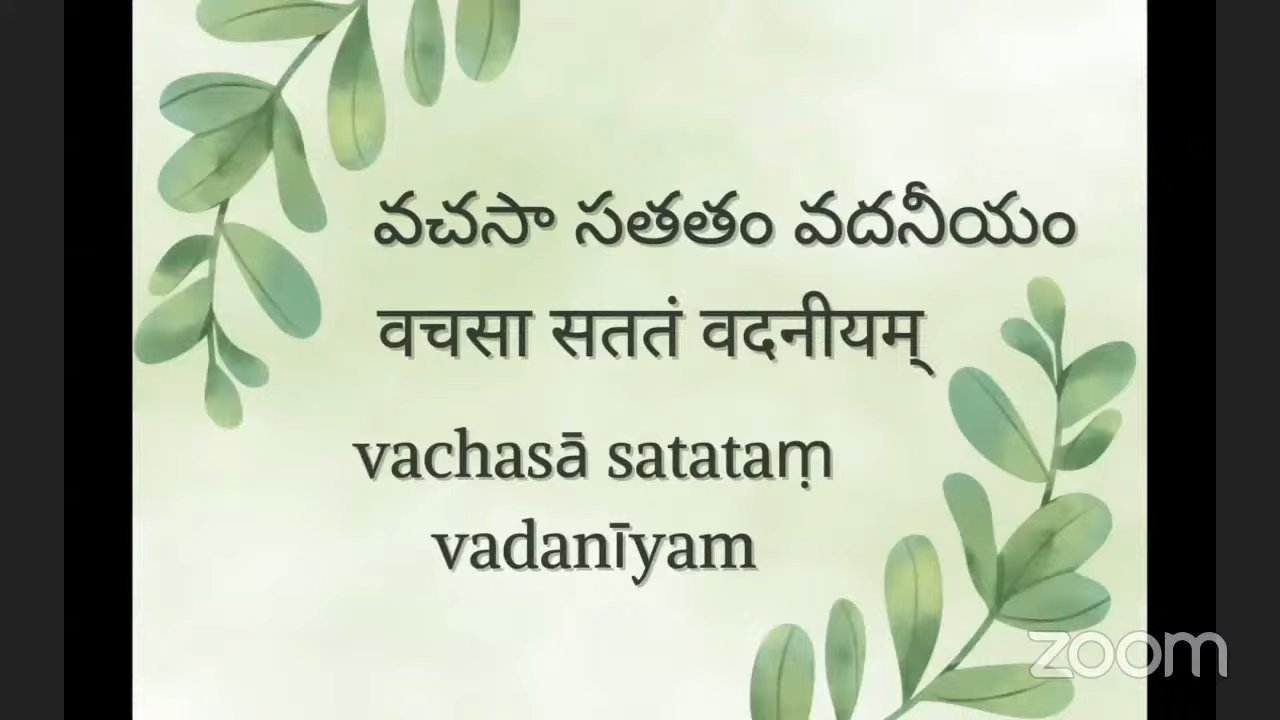 వచసా సతతం వదనీయం
वचसा सततं वदनीयम्
vachasā satataṃ
vadanīyam
zoom